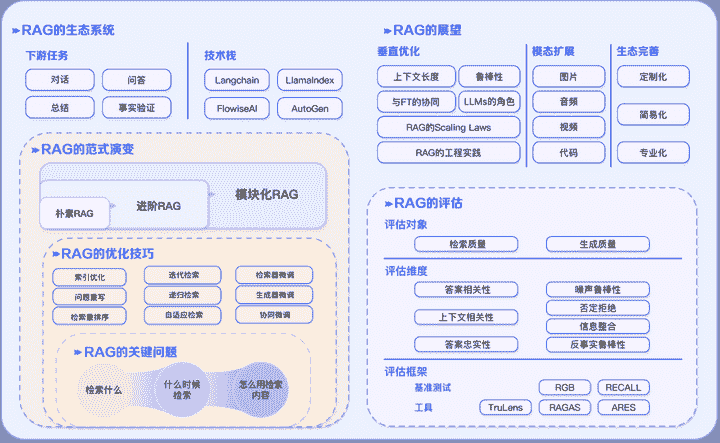 RAG的生态系统
下游任务
对话
问答
总结
事实验证
技术栈
Langchain
LlamaIndex
FlowiseAI
AutoGen
RAG的范式演变
朴素RAG
进阶RAG
模块化RAG
RAG的优化技巧
索引优化
迭代检索
检索器微调
问题重写
递归检索
生成器微调
检索重排序
自适应检索
协同微调
RAG的关键问题
检索什么
什么时候
检索
怎么用检索
内容
RAG的展望
垂直优化
上下文长度
鲁棒性
与FT的协同
LLMs的角色
RAG的Scaling Laws
RAG的工程实践
模态扩展
图片
音频
视频
代码
生态完善
定制化
简易化
专业化
RAG的评估
评估对象
检索质量
生成质量
评估维度
答案相关性
噪声鲁棒性
否定拒绝
上下文相关性
信息整合
答案忠实性
反事实鲁棒性
评估框架
基准测试
RGB
RECALL
工具
TruLens
RAGAS
ARES